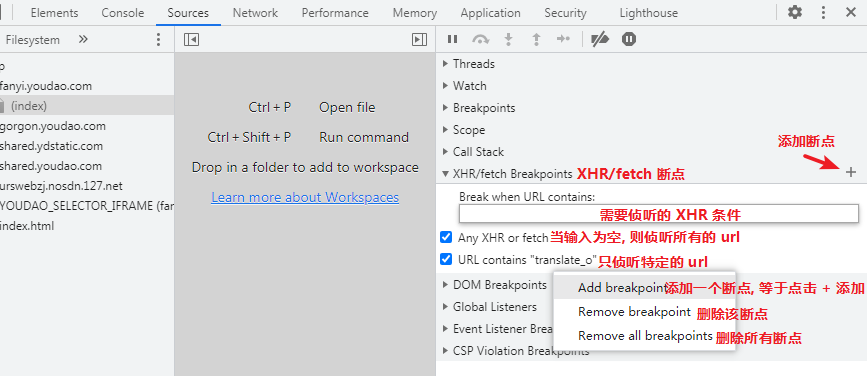 Elements Console Sources Network Performance Memory Application Security Lighthouse
Filesystem »
Threads
Watch
Breakpoints
Scope
Call Stack
添加断点
XHR/fetch Breakpoints XHR/fetch 断点
Break when URL contains:
需要侦听的 XHR 条件
Any XHR or fetch 当输入为空, 则侦听所有的 url
URL contains "translate_o" 只侦听特定的 url
DOM Breakpoints
Global Listeners
Event Listener Brea
CSP Violation Breakpoints
Add breakpoint 添加一个断点, 等于点击 + 添加
Remove breakpoint 删除该断点
Remove all breakpoints 删除所有断点
p
fanyi.youdao.com
(index)
gorgon.youdao.com
shared.ydstatic.com
shared.youdao.com
urswebzj.nosdn.127.net
YOUDAO_SELECTOR_IFRAME (far
index.html
Ctrl + P Open file
Ctrl + Shift + P Run command
Drop in a folder to add to workspace
Learn more about Workspaces